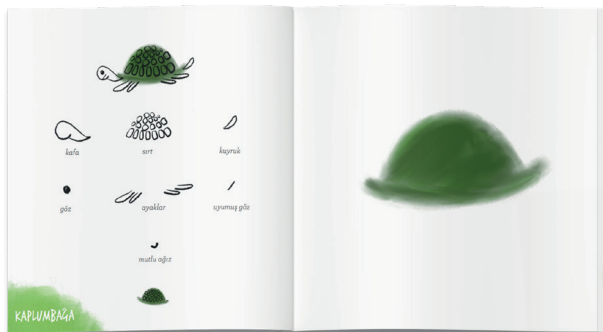 kafa
sırt
kuyruk
göz
ayaklar
uyumuş göz
mutlu ağız
KAPLUMBAĞA